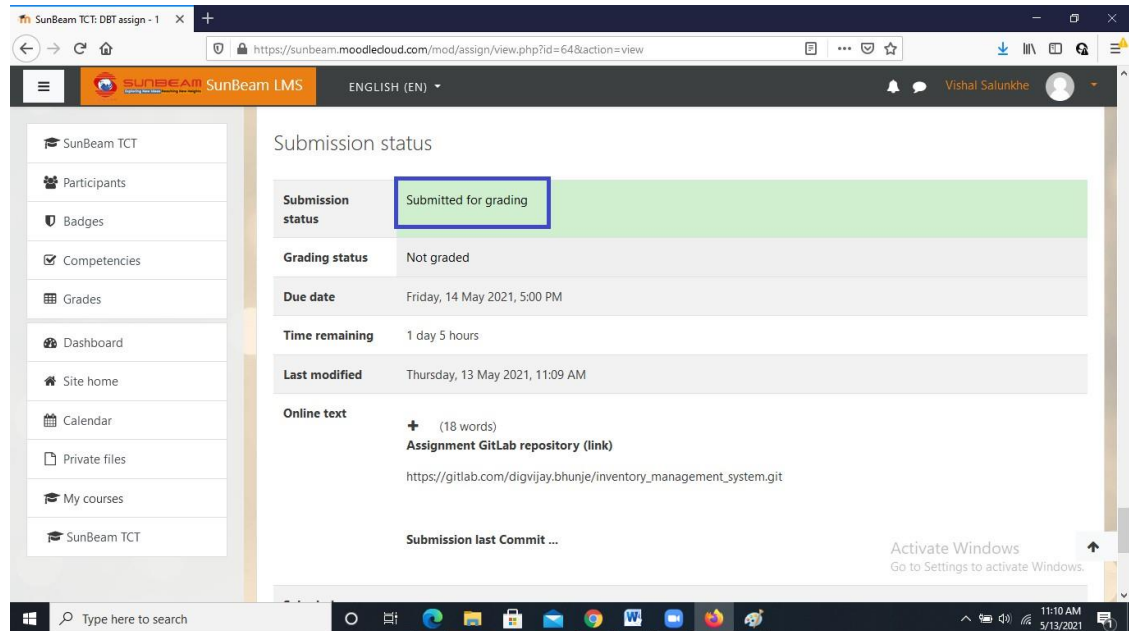 SunBeam TCT: DBT assign - 1
https://sunbeam.moodlecloud.com/mod/assign/view.php?id=64&action=view
SUNBEAM SunBeam LMS ENGLISH (EN) Vishal Salunkhe
SunBeam TCT
Participants
Badges
Competencies
Grades
Dashboard
Site home
Calendar
Private files
My courses
SunBeam TCT
Submission status
Submission status Submitted for grading
Grading status Not graded
Due date Friday, 14 May 2021, 5:00 PM
Time remaining 1 day 5 hours
Last modified Thursday, 13 May 2021, 11:09 AM
Online text (18 words)
Assignment GitLab repository (link)
https://gitlab.com/digvijay.bhunje/inventory_management_system.git
Submission last Commit ...
Activate Windows
Go to Settings to activate Windows.
Type here to search
11:10 AM
5/13/2021